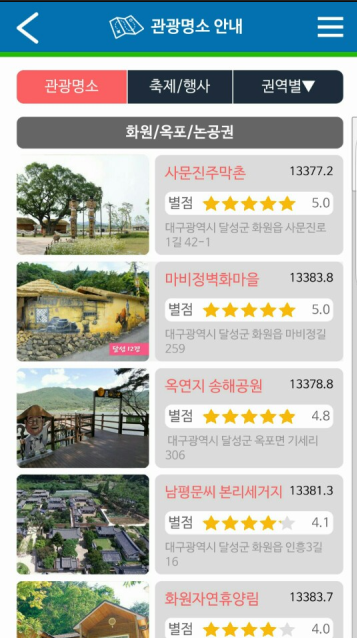 관광명소 안내
관광명소 축제/행사 권역별▼
화원/옥포/논공권
사문진주막촌 13377.2
별점 ★★★★★ 5.0
대구광역시 달성군 화원읍 사문진로
1길 42-1
마비정벽화마을 13383.8
별점 ★★★★★ 5.0
대구광역시 달성군 화원읍 마비정길
259
달성 12경
옥연지 송해공원 13378.8
별점 ★★★★★ 4.8
대구광역시 달성군 옥포면 기세리
306
남평문씨 본리세거지 13381.3
별점 ★★★★★ 4.1
대구광역시 달성군 화원읍 인흥3길
16
화원자연휴양림 13383.7
별점 ★★★★★ 4.0